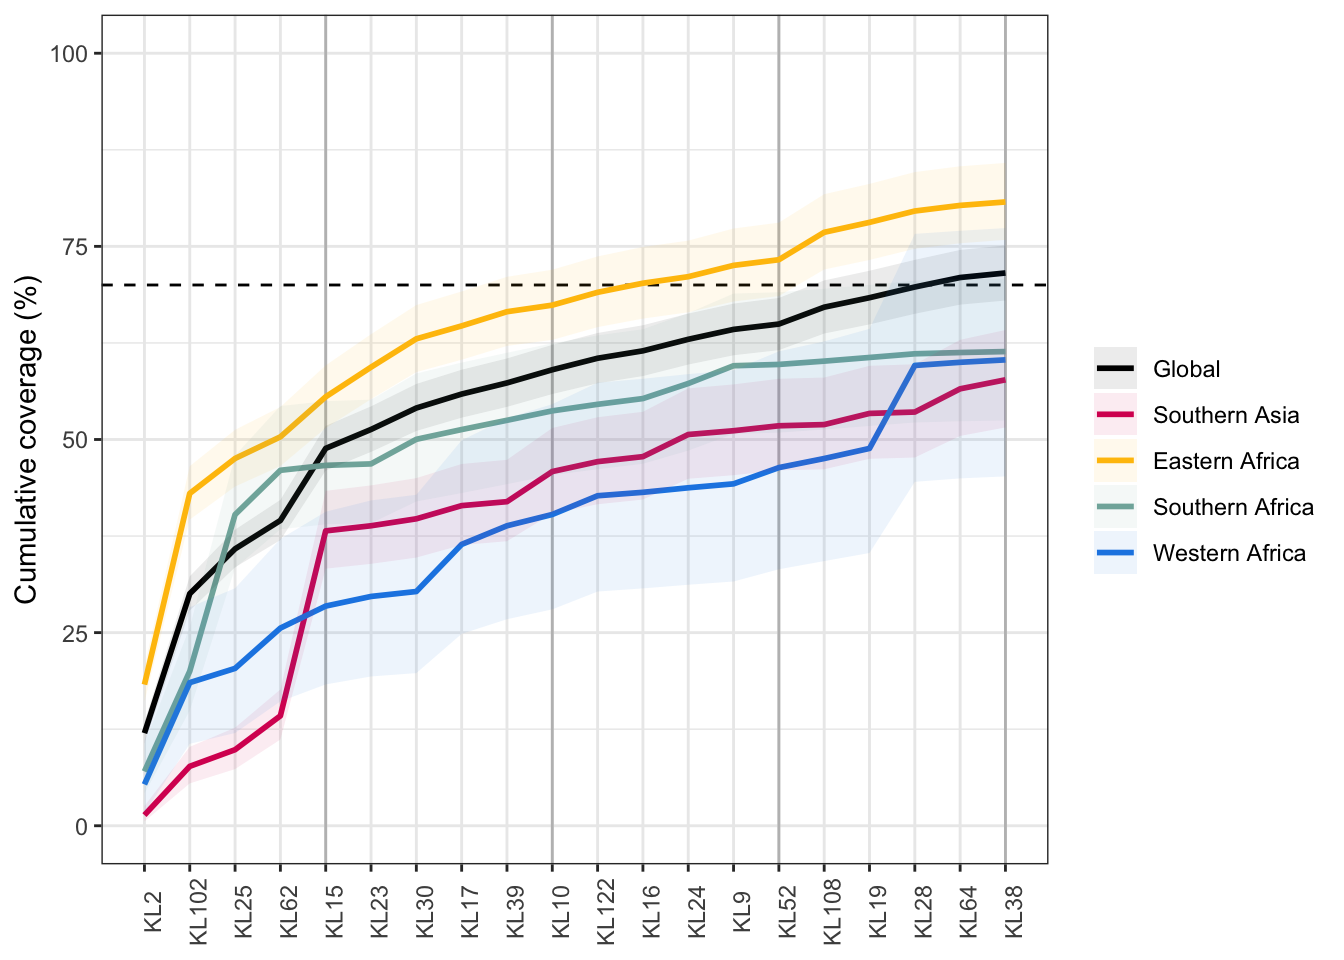 Cumulative coverage (%)
100
75
50
25
0
KL2
KL102
KL25
KL62
KL15
KL23
KL30
KL17
KL39
KL10
KL122
KL16
KL24
KL9
KL52
KL108
KL19
KL28
KL64
KL38
Global
Southern Asia
Eastern Africa
Southern Africa
Western Africa